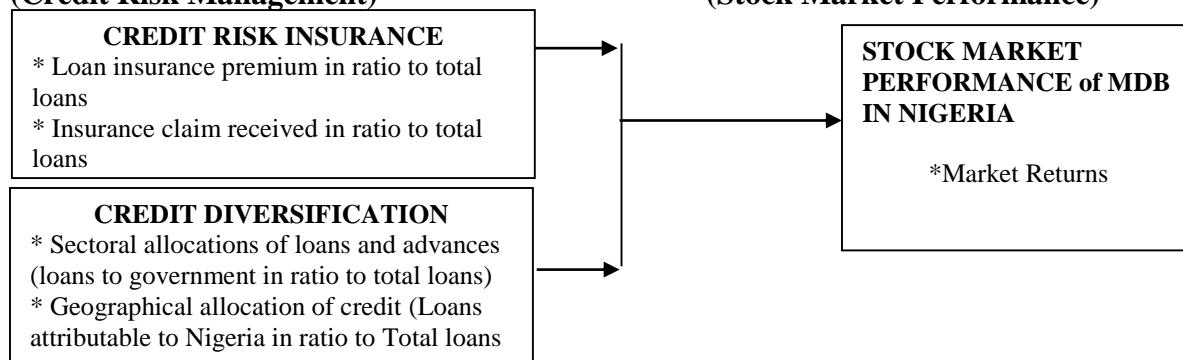 (Credit Risk Management)
(Stock Market Performance)
CREDIT RISK INSURANCE
* Loan insurance premium in ratio to total
loans
* Insurance claim received in ratio to total
loans
CREDIT DIVERSIFICATION
* Sectoral allocations of loans and advances
(loans to government in ratio to total loans)
* Geographical allocation of credit (Loans
attributable to Nigeria in ratio to Total loans
STOCK MARKET
PERFORMANCE of MDB
IN NIGERIA
*Market Returns